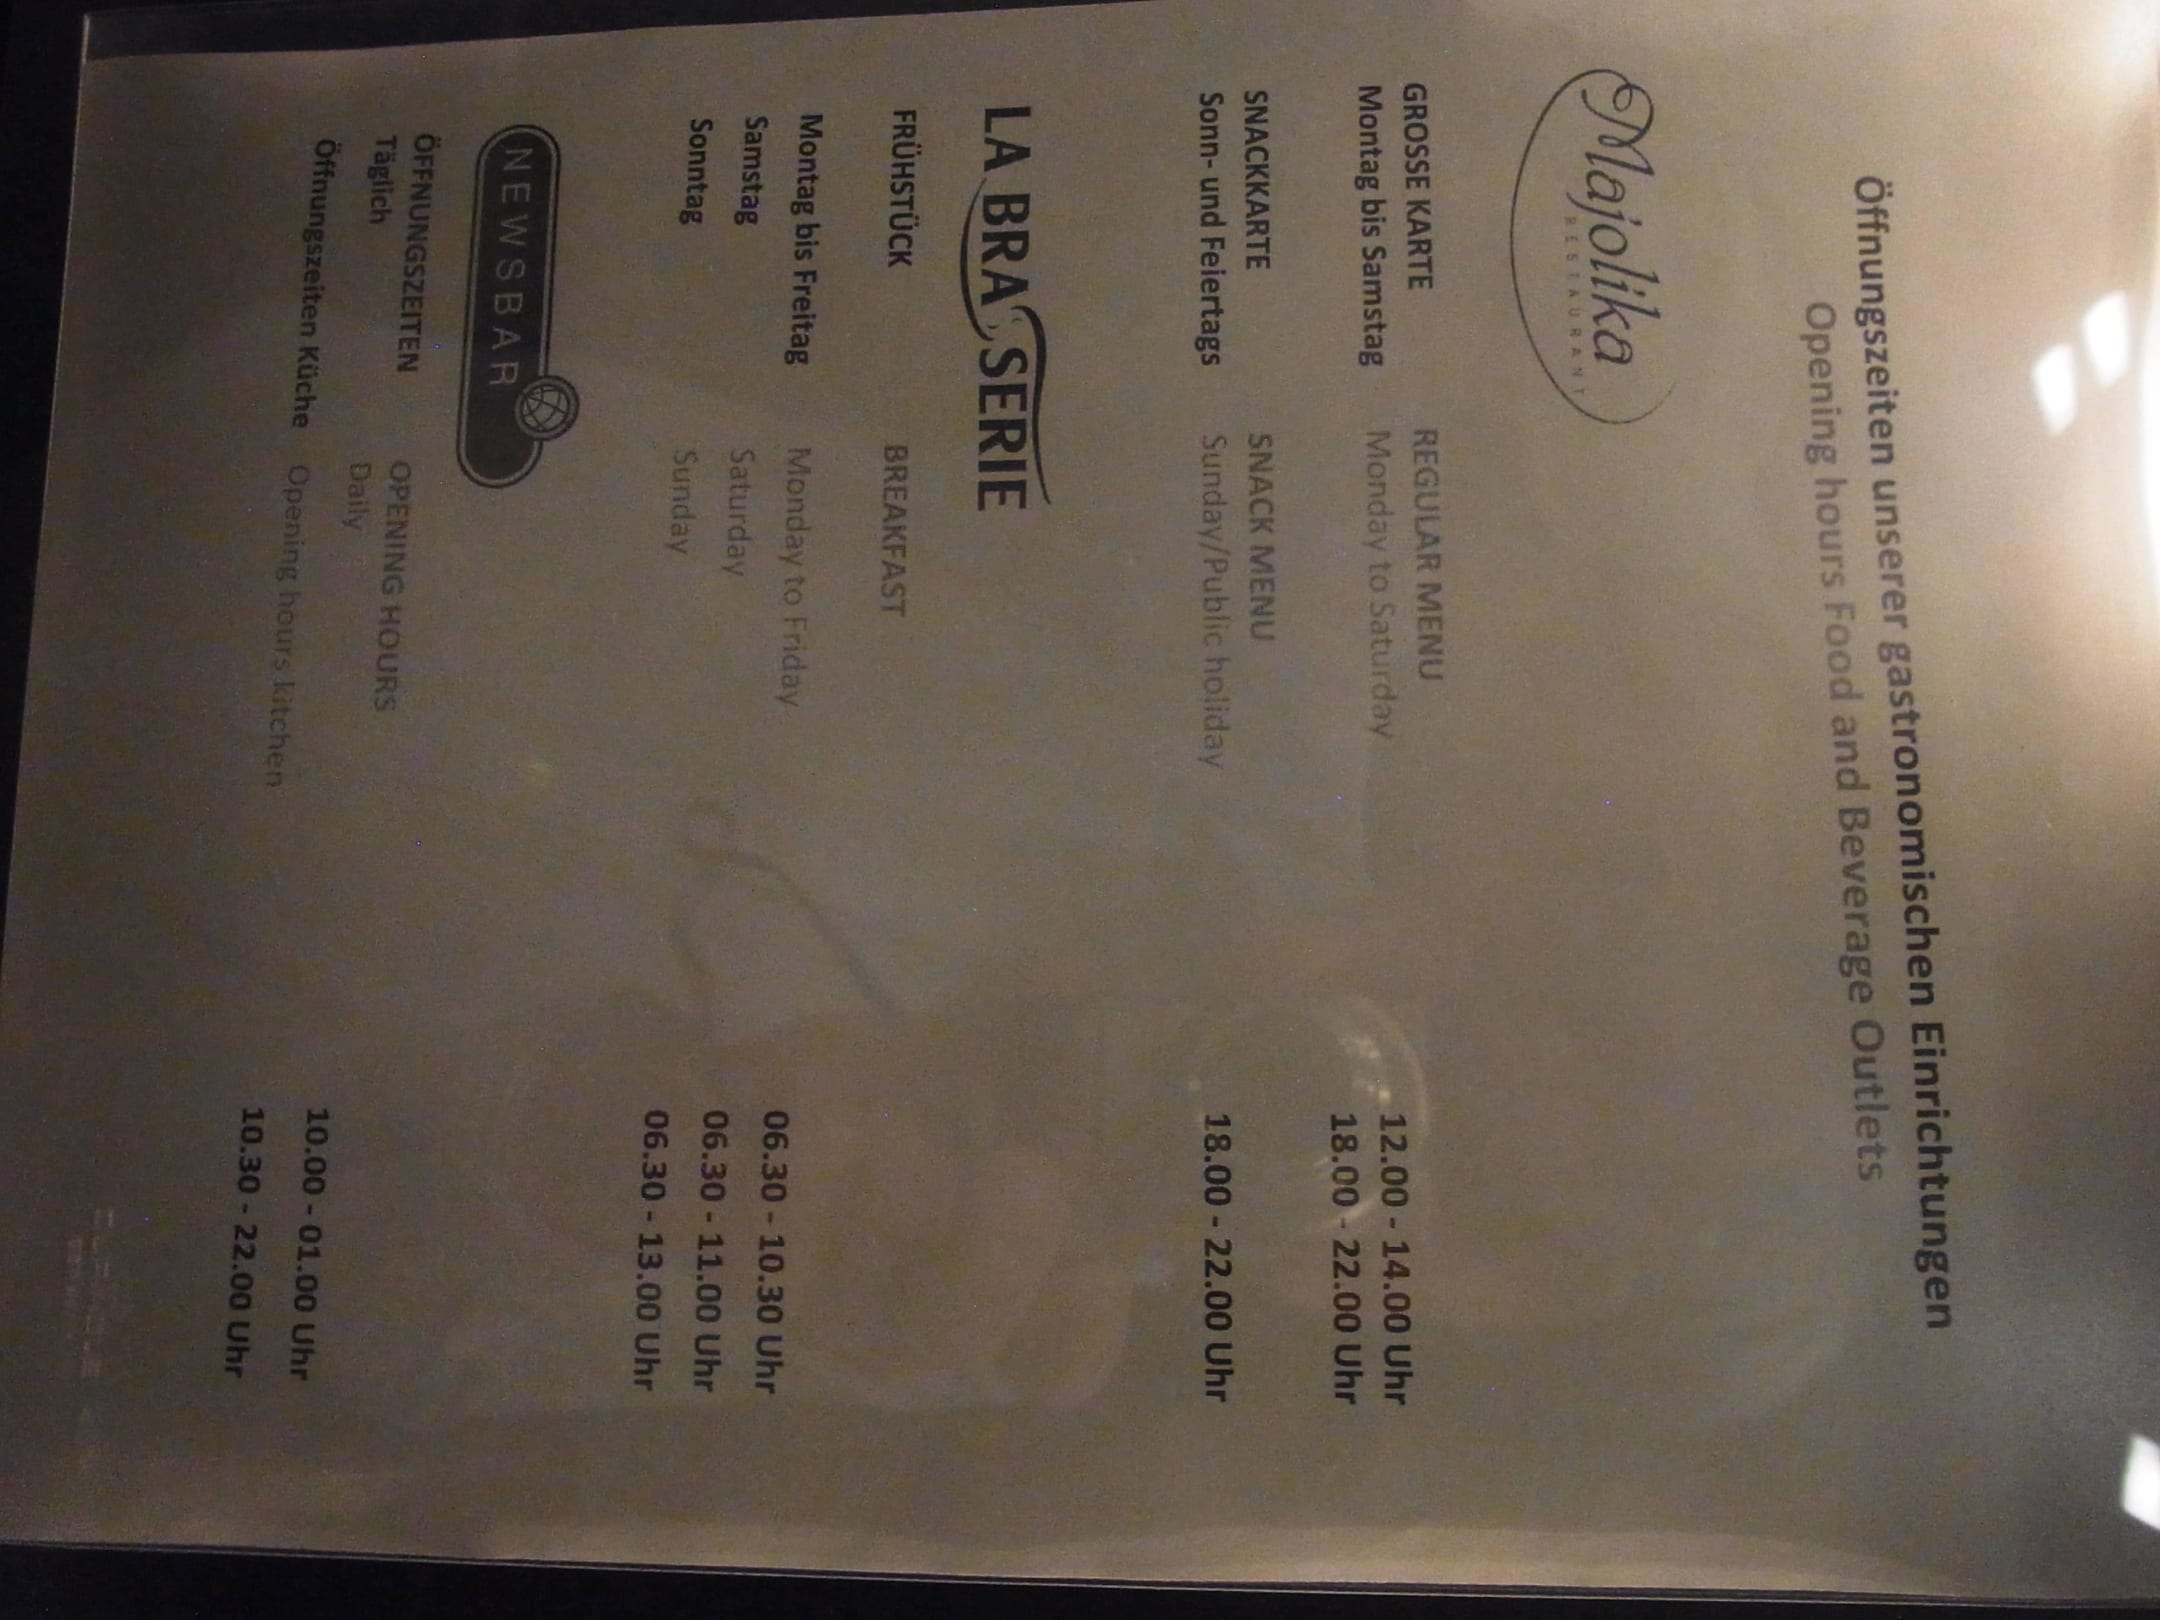 Öffnungszeiten unserer gastronomischen Einrichtungen
Opening hours Food and Beverage Outlets
Majolika
RESTAURANT
GROSSE KARTE REGULAR MENU
Montag bis Samstag Monday to Saturday 12.00 - 14.00 Uhr
18.00 - 22.00 Uhr
SNACKKARTE SNACK MENU
Sonn- und Feiertags Sunday/Public holiday 18.00 - 22.00 Uhr
LA BRASSERIE
FRÜHSTÜCK BREAKFAST
Montag bis Freitag Monday to Friday 06.30 - 10.30 Uhr
Samstag Saturday 06.30 - 11.00 Uhr
Sonntag Sunday 06.30 - 13.00 Uhr
NEWSBAR
ÖFFNUNGSZEITEN OPENING HOURS
Täglich Daily 10.00 - 01.00 Uhr
Öffnungszeiten Küche Opening hours kitchen 10.30 - 22.00 Uhr